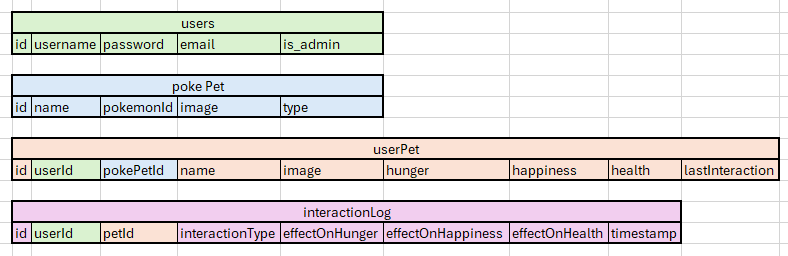 users
id username password email is_admin
poke Pet
id name pokemonId image type
userPet
id userId pokePetId name image hunger happiness health lastInteraction
interactionLog
id userId petId interactionType effectOnHunger effectOnHappiness effectOnHealth timestamp